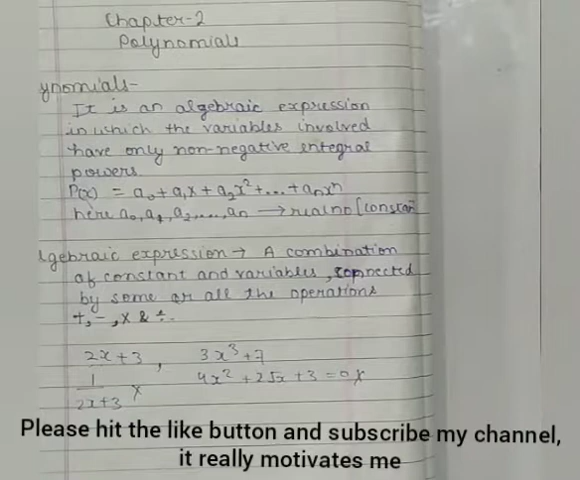 Chapter-2
Polynomials
ynomials-
It is an algebraic expression
in which the variables involved
have only non-negative integral
powers.
P(x) = a₀+a₁x+a₂x²+...+aₙxⁿ
here a₀,a₁,a₂....,aₙ → real no [constan
lgebraic expression → A combination
of constant and variables, connected
by some or all the operations
+,-,x & ÷.
2x+3, 3x³+7
1/2x+3 x 4x²+2√x+3=0 x
Please hit the like button and subscribe my channel,
it really motivates me